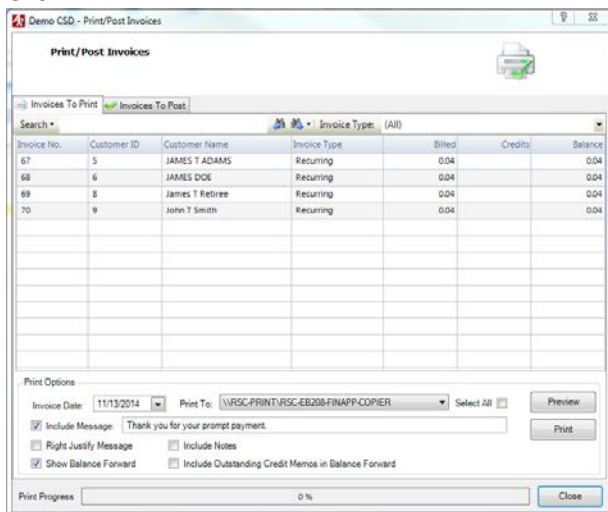 Demo CSD - Print/Post Invoices
Print/Post Invoices
Invoices To Print Invoices To Post
Search Invoice Type: (All)
Invoice No. Customer ID Customer Name Invoice Type Billed Credits Balance
67 5 JAMES T ADAMS Recurring 0.04 0.04
68 6 JAMES DOE Recurring 0.04 0.04
69 8 James T Retiree Recurring 0.04 0.04
70 9 John T Smith Recurring 0.04 0.04
Print Options
Invoice Date: 11/13/2014 Print To: \\RSC-PRINT\RSC-EB208-FINAPP-COPIER Select All Preview
Include Message: Thank you for your prompt payment. Print
Right Justify Message Include Notes
Show Balance Forward Include Outstanding Credit Memos in Balance Forward
Print Progress 0 % Close